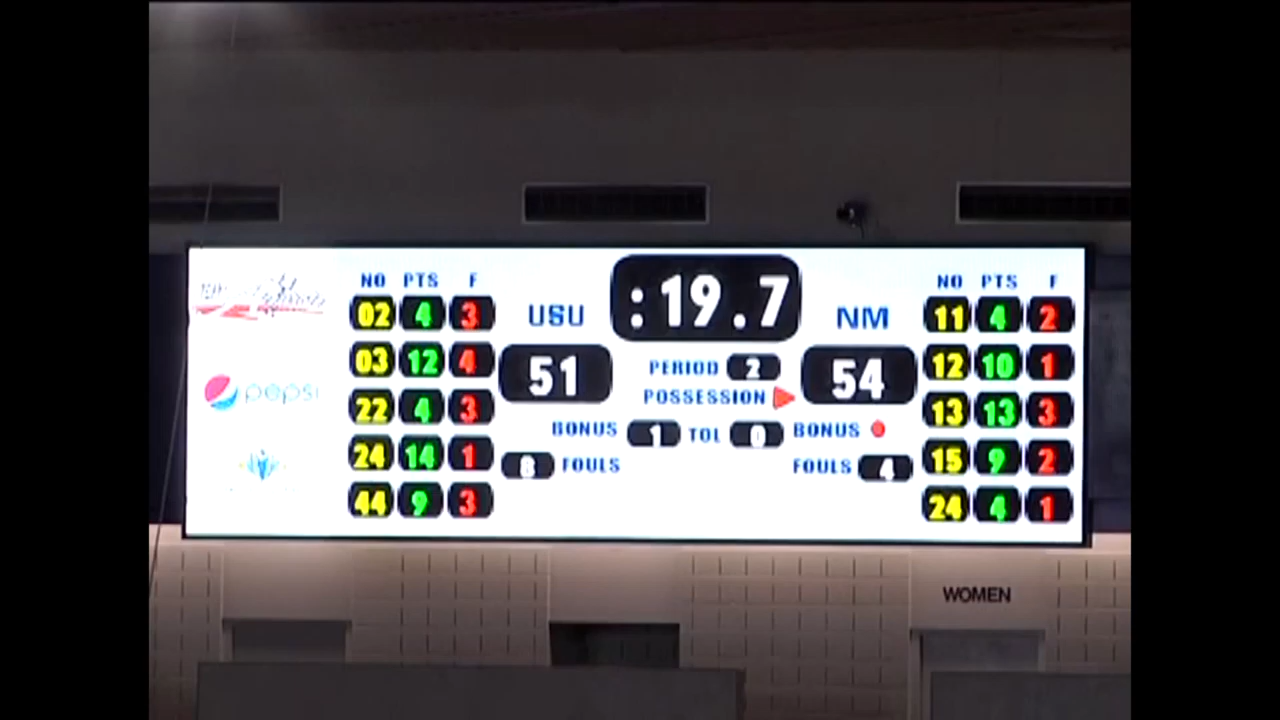 NO PTS F
:19.7
NO PTS F
02 4 3
USU
NM
11 4 2
03 12 4
51
PERIOD 2
54
12 10 1
pepsi
22 4 3
POSSESSION
13 13 3
BONUS 1 TOL 0 BONUS
24 14 1
8 FOULS
FOULS 4
15 9 2
44 9 3
24 4 1
WOMEN